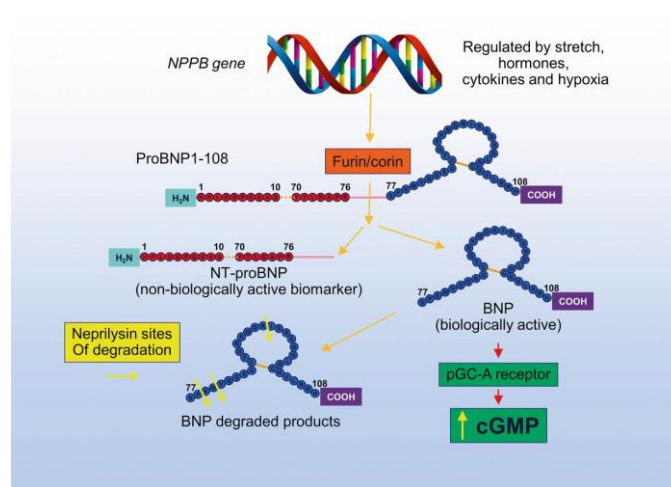 NPPB gene
Regulated by stretch,
hormones,
cytokines and hypoxia
ProBNP1-108
Furin/corin
1
10
70
76
77
108
H₂N
COOH
1
10
70
76
H₂N
NT-proBNP
(non-biologically active biomarker)
77
108
COOH
BNP
(biologically active)
Neprilysin sites
Of degradation
77
108
COOH
BNP degraded products
pGC-A receptor
cGMP